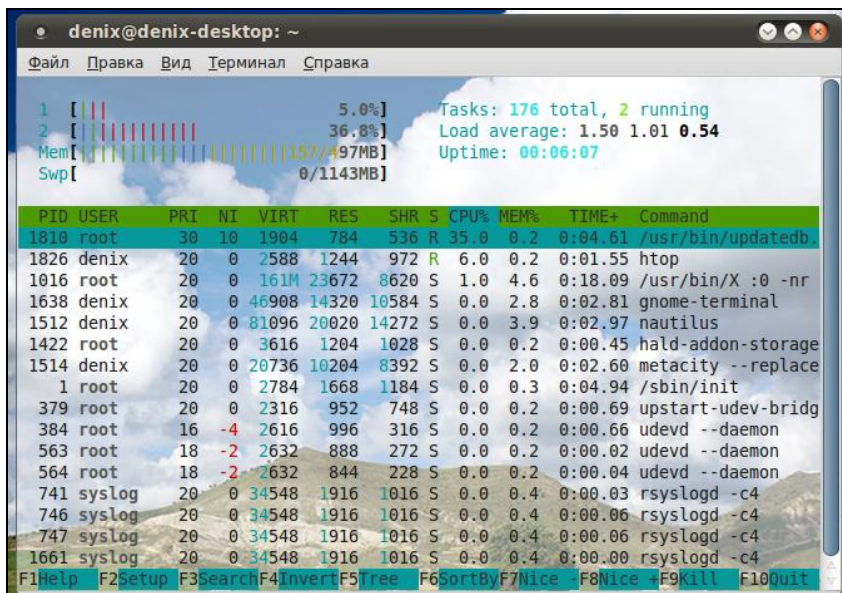 denix@denix-desktop: ~
Файл Правка Вид Терминал Справка
1 [||| 5.0%] Tasks: 176 total, 2 running
2 [||||||||||||| 36.8%] Load average: 1.50 1.01 0.54
Mem[||||||||||||||||||||||||157/497MB] Uptime: 00:06:07
Swp[ 0/1143MB]
PID USER PRI NI VIRT RES SHR S CPU% MEM% TIME+ Command
1810 root 30 10 1904 784 536 R 35.0 0.2 0:04.61 /usr/bin/updatedb.
1826 denix 20 0 2588 1244 972 R 6.0 0.2 0:01.55 htop
1016 root 20 0 161M 23672 8620 S 1.0 4.6 0:18.09 /usr/bin/X :0 -nr
1638 denix 20 0 46908 14320 10584 S 0.0 2.8 0:02.81 gnome-terminal
1512 denix 20 0 81096 20020 14272 S 0.0 3.9 0:02.97 nautilus
1422 root 20 0 3616 1204 1028 S 0.0 0.2 0:00.45 hald-addon-storage
1514 denix 20 0 20736 10204 8392 S 0.0 2.0 0:02.60 metacity --replace
1 root 20 0 2784 1668 1184 S 0.0 0.3 0:04.94 /sbin/init
379 root 20 0 2316 952 748 S 0.0 0.2 0:00.69 upstart-udev-bridg
384 root 16 -4 2616 996 316 S 0.0 0.2 0:00.66 udevd --daemon
563 root 18 -2 2632 888 272 S 0.0 0.2 0:00.02 udevd --daemon
564 root 18 -2 2632 844 228 S 0.0 0.2 0:00.04 udevd --daemon
741 syslog 20 0 34548 1916 1016 S 0.0 0.4 0:00.03 rsyslogd -c4
746 syslog 20 0 34548 1916 1016 S 0.0 0.4 0:00.06 rsyslogd -c4
747 syslog 20 0 34548 1916 1016 S 0.0 0.4 0:00.06 rsyslogd -c4
1661 syslog 20 0 34548 1916 1016 S 0.0 0.4 0:00.00 rsyslogd -c4
F1Help F2Setup F3SearchF4InvertF5Tree F6SortByF7Nice -F8Nice +F9Kill F10Quit